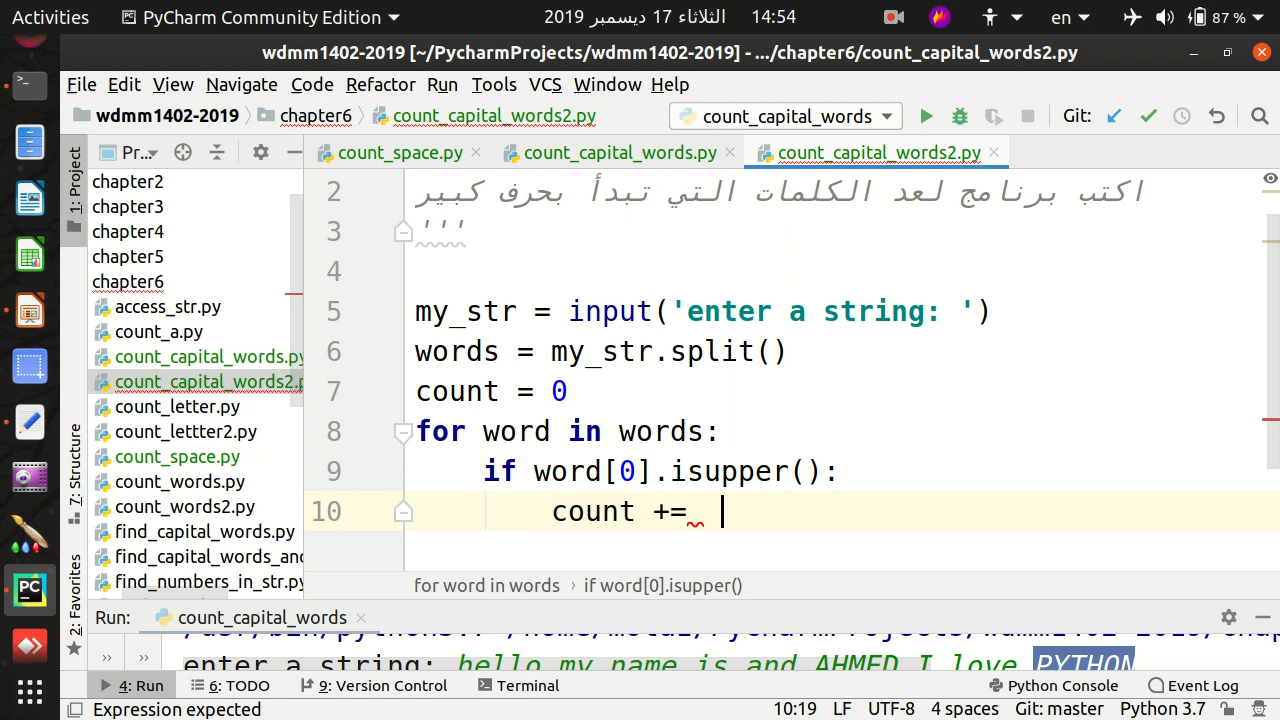 Activities PyCharm Community Edition الثلاثاء 17 ديسمبر 2019 14:54 en 87 %
wdmm1402-2019 [~/PycharmProjects/wdmm1402-2019] - .../chapter6/count_capital_words2.py
File Edit View Navigate Code Refactor Run Tools VCS Window Help
wdmm1402-2019 chapter6 count_capital_words2.py count_capital_words Git:
Pr... count_space.py count_capital_words.py count_capital_words2.py
1: Project
7: Structure
2: Favorites
chapter2
chapter3
chapter4
chapter5
chapter6
access_str.py
count_a.py
count_capital_words.py
count_capital_words2.p
count_letter.py
count_lettter2.py
count_space.py
count_words.py
count_words2.py
find_capital_words.py
find_capital_words_and
find_numbers_in_str.py
2 اكتب برنامج لعد الكلمات التي تبدأ بحرف كبير
3 '''
4
5 my_str = input('enter a string: ')
6 words = my_str.split()
7 count = 0
8 for word in words:
9 if word[0].isupper():
10 count +=
for word in words › if word[0].isupper()
Run: count_capital_words
enter a string: hello my name is and AHMED I love PYTHON
4: Run 6: TODO 9: Version Control Terminal Python Console Event Log
Expression expected 10:19 LF UTF-8 4 spaces Git: master Python 3.7